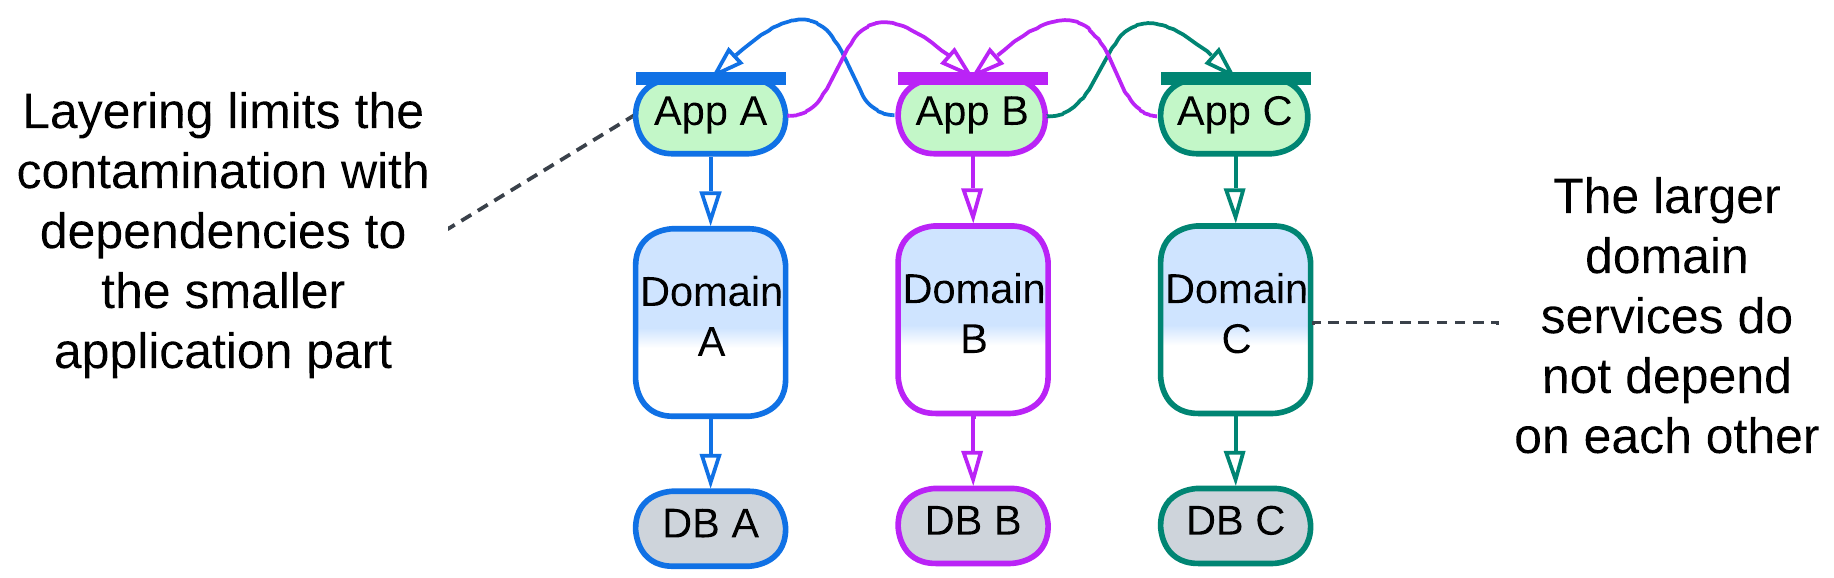 Layering limits the
contamination with
dependencies to
the smaller
application part
App A
App B
App C
Domain
A
Domain
B
Domain
C
DB A
DB B
DB C
The larger
domain
services do
not depend
on each other